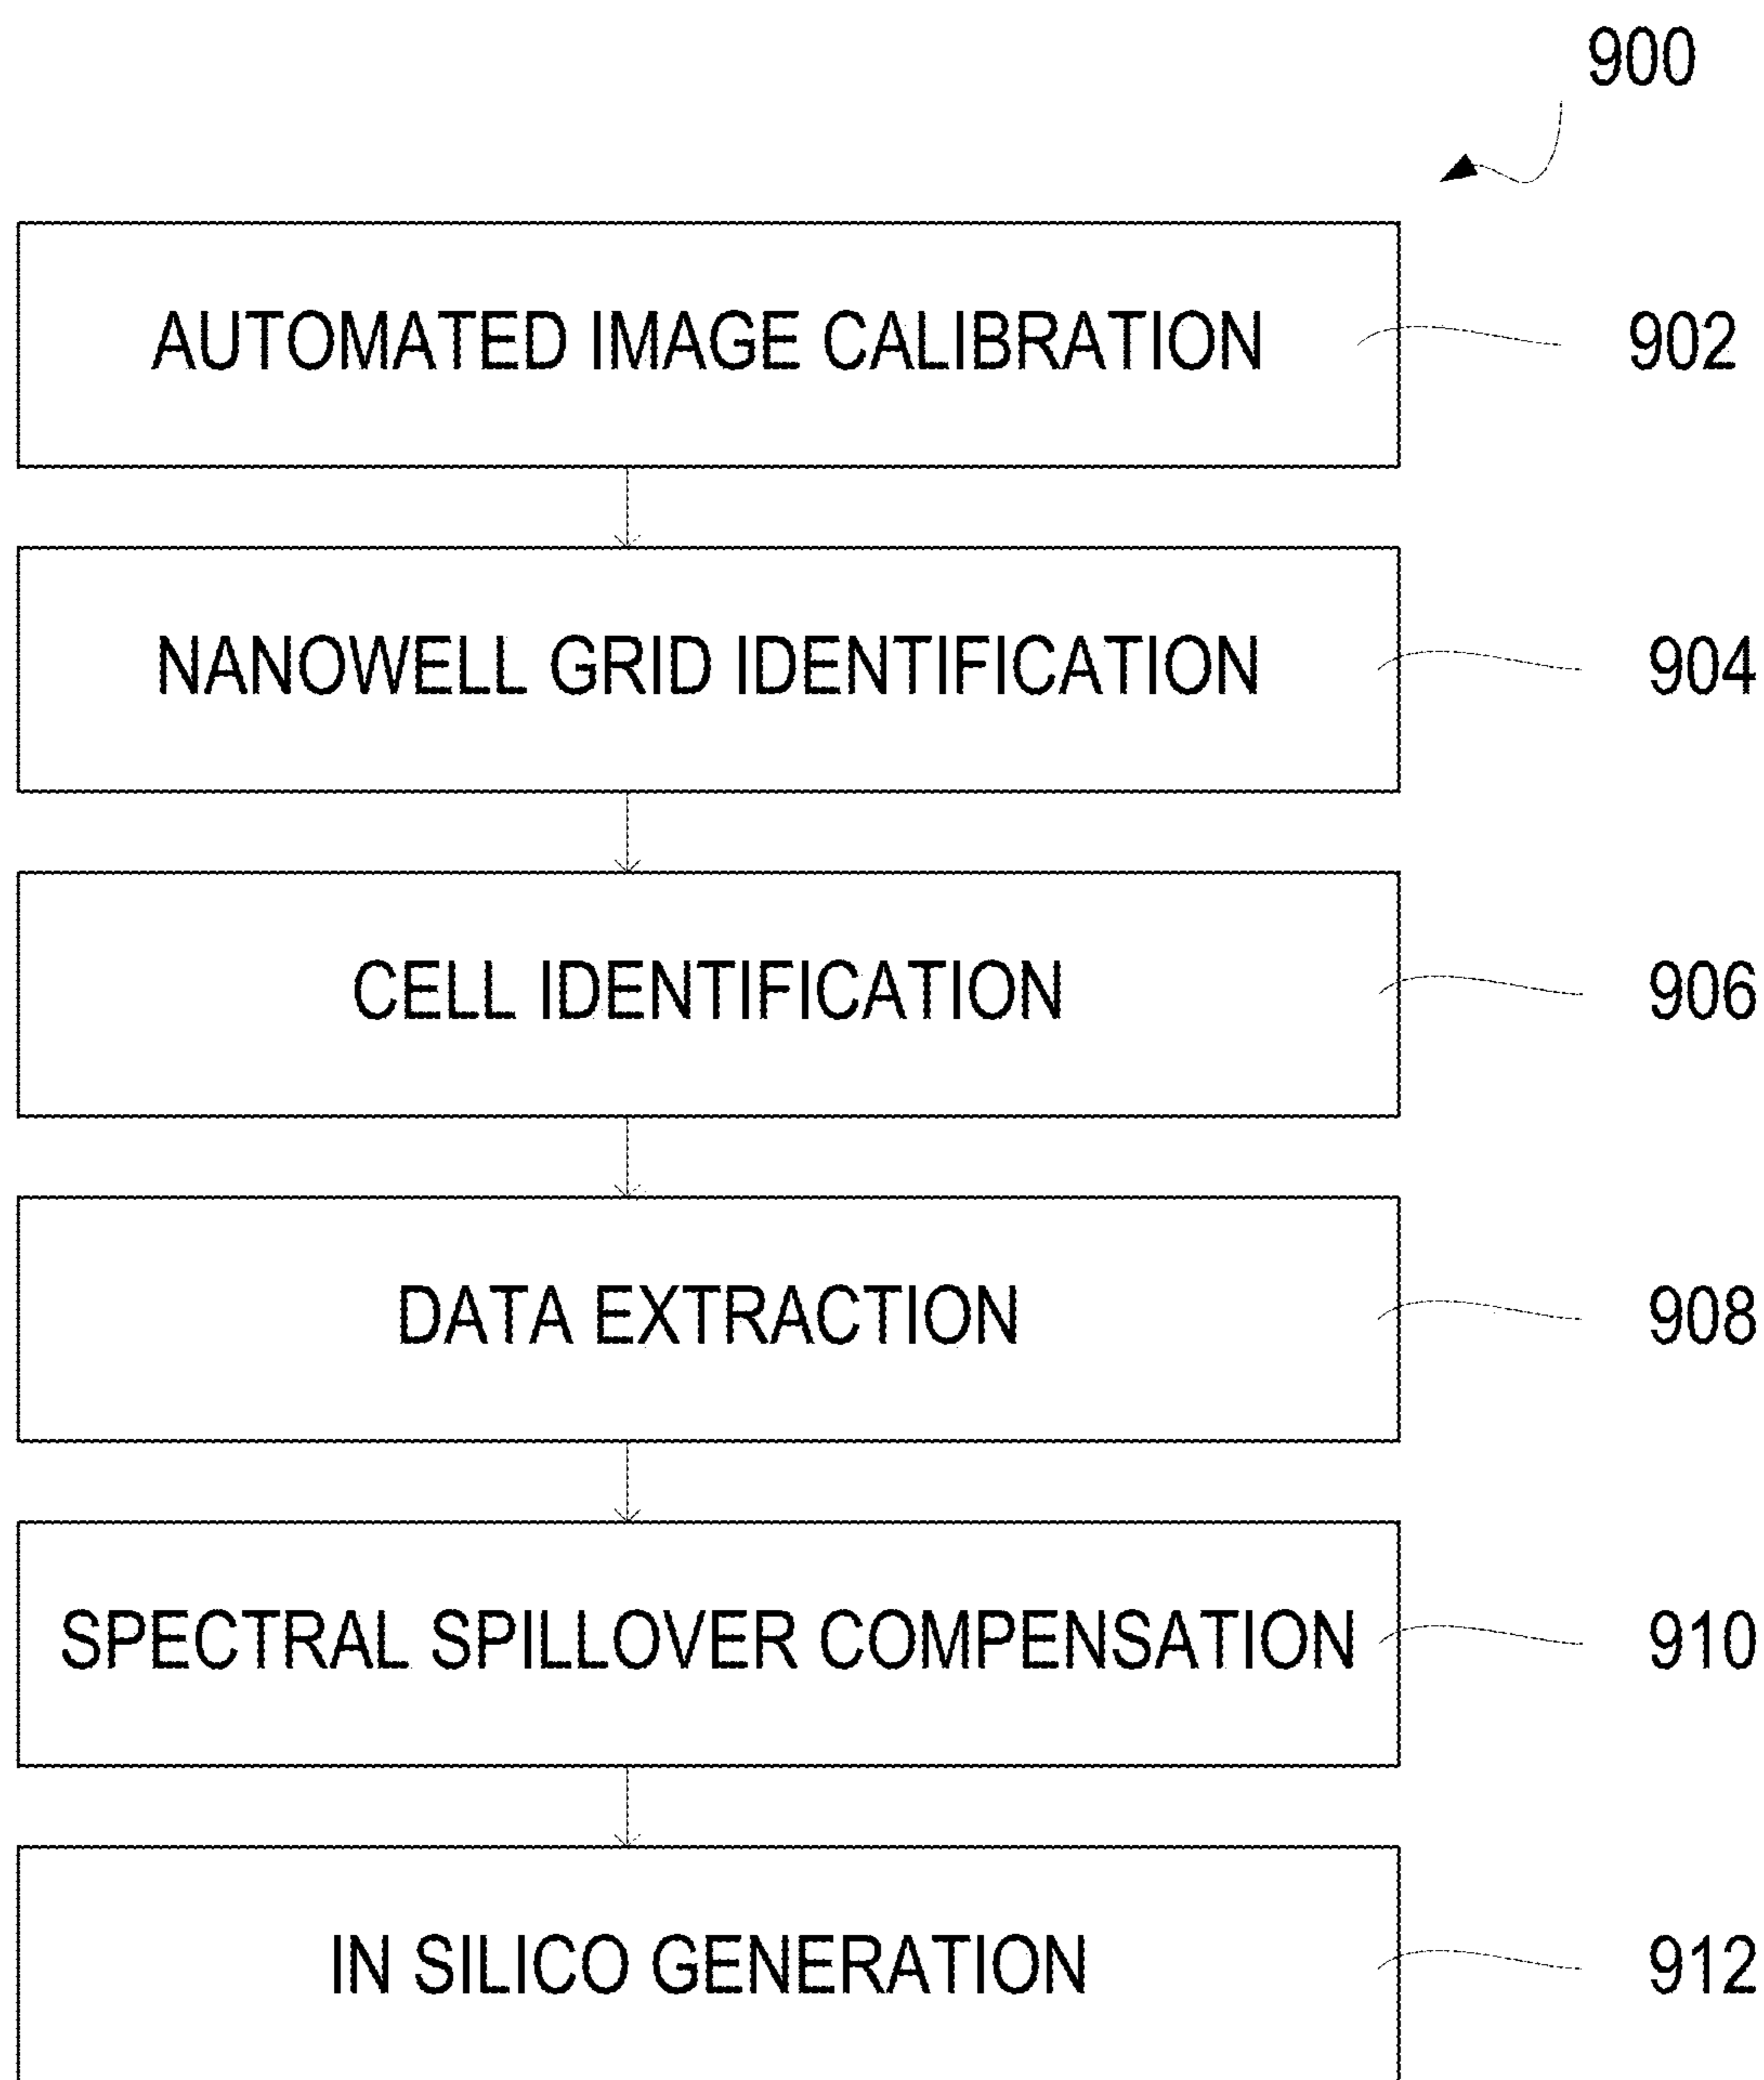 900
AUTOMATED IMAGE CALIBRATION 902
NANOWELL GRID IDENTIFICATION 904
CELL IDENTIFICATION 906
DATA EXTRACTION 908
SPECTRAL SPILLOVER COMPENSATION 910
IN SILICO GENERATION 912